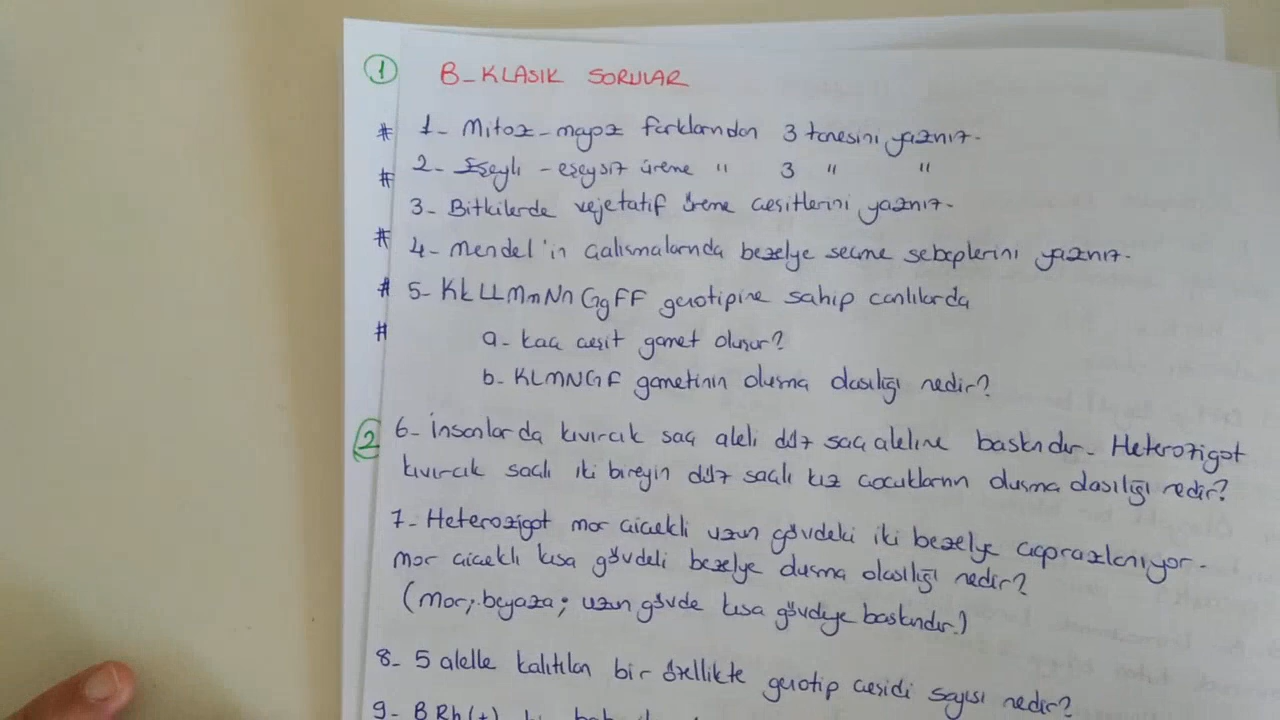 1 B-KLASIK SORULAR
# 1- Mitoz-mayoz farklarından 3 tanesini yazınız.
# 2- Eşeyli -eşeysiz üreme " 3 " "
3- Bitkilerde vejetatif üreme çeşitlerini yazınız.
# 4- Mendel'in çalışmalarında bezelye seçme sebeplerini yazınız.
# 5- KkLLMmNnGgFF genotipine sahip canlılarda
# a- kaç çeşit gamet oluşur?
b- KLMNGF gametinin oluşma olasılığı nedir?
2 6- İnsanlarda kıvırcık saç aleli düz saç aleline baskındır. Heterozigot
kıvırcık saçlı iki bireyin düz saçlı kız çocuklarının oluşma olasılığı nedir?
7- Heterozigot mor çiçekli uzun gövdeki iki bezelye çaprazlanıyor.
mor çiçekli kısa gövdeli bezelye oluşma olasılığı nedir?
(mor; beyaza; uzun gövde kısa gövdeye baskındır.)
8- 5 alelle kalıtılan bir özellikte genotip çeşidi sayısı nedir?
9- BRh(+)